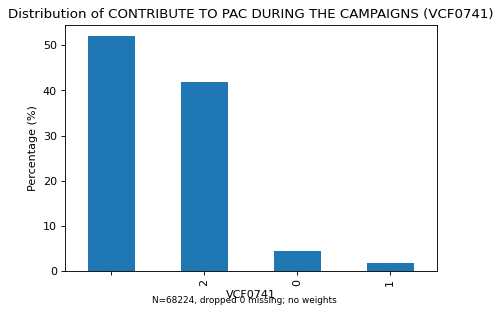 Distribution of CONTRIBUTE TO PAC DURING THE CAMPAIGNS (VCF0741)
Percentage (%)
50
40
30
20
10
0
2
0
1
VCF0741
N=68224, dropped 0 missing; no weights